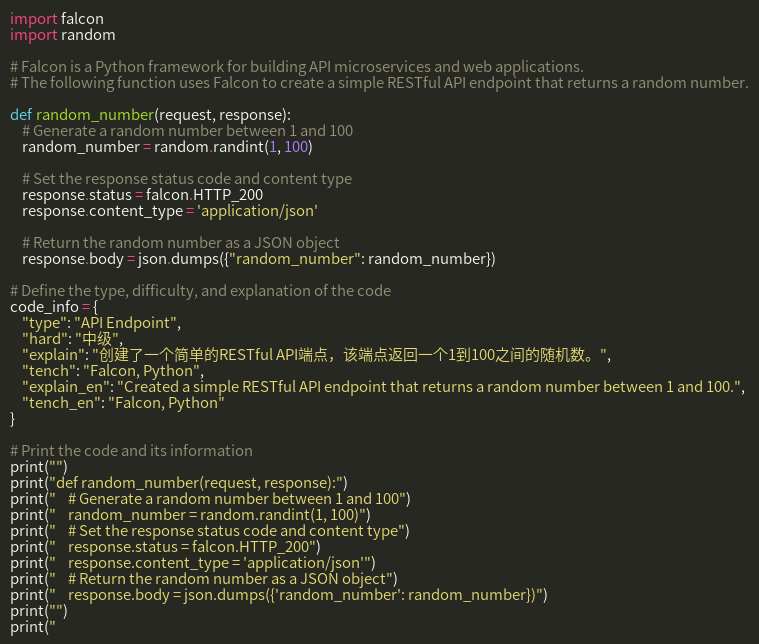 import falcon
import random

# Falcon is a Python framework for building API microservices and web applications.
# The following function uses Falcon to create a simple RESTful API endpoint that returns a random number.

def random_number(request, response):
    # Generate a random number between 1 and 100
    random_number = random.randint(1, 100)

    # Set the response status code and content type
    response.status = falcon.HTTP_200
    response.content_type = 'application/json'

    # Return the random number as a JSON object
    response.body = json.dumps({"random_number": random_number})

# Define the type, difficulty, and explanation of the code
code_info = {
    "type": "API Endpoint",
    "hard": "中级",
    "explain": "创建了一个简单的RESTful API端点，该端点返回一个1到100之间的随机数。",
    "tench": "Falcon, Python",
    "explain_en": "Created a simple RESTful API endpoint that returns a random number between 1 and 100.",
    "tench_en": "Falcon, Python"
}

# Print the code and its information
print("")
print("def random_number(request, response):")
print("    # Generate a random number between 1 and 100")
print("    random_number = random.randint(1, 100)")
print("    # Set the response status code and content type")
print("    response.status = falcon.HTTP_200")
print("    response.content_type = 'application/json'")
print("    # Return the random number as a JSON object")
print("    response.body = json.dumps({'random_number': random_number})")
print("")
print("